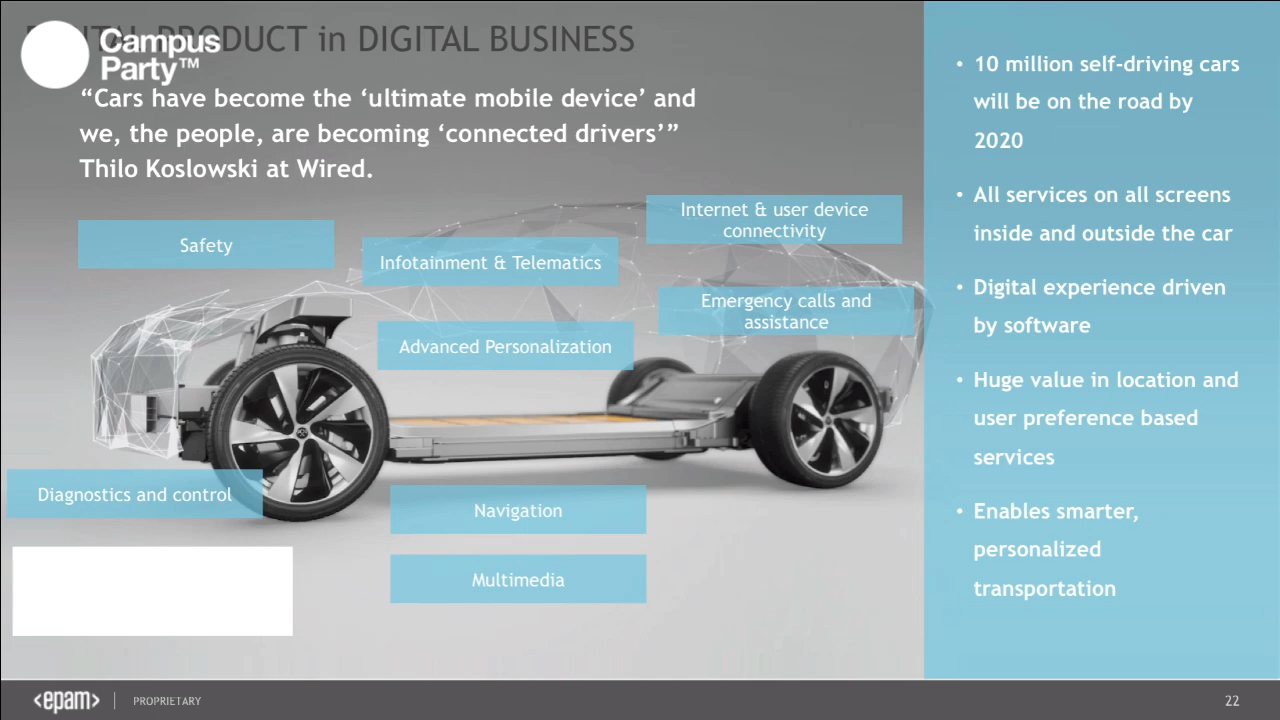 PRODUCT in DIGITAL BUSINESS
Campus
Party™
“Cars have become the ‘ultimate mobile device’ and
we, the people, are becoming ‘connected drivers’”
Thilo Koslowski at Wired.
Safety
Infotainment & Telematics
Internet & user device
connectivity
Emergency calls and
assistance
Advanced Personalization
Diagnostics and control
Navigation
Multimedia
• 10 million self-driving cars
will be on the road by
2020
• All services on all screens
inside and outside the car
• Digital experience driven
by software
• Huge value in location and
user preference based
services
• Enables smarter,
personalized
transportation
<epam> | PROPRIETARY
22